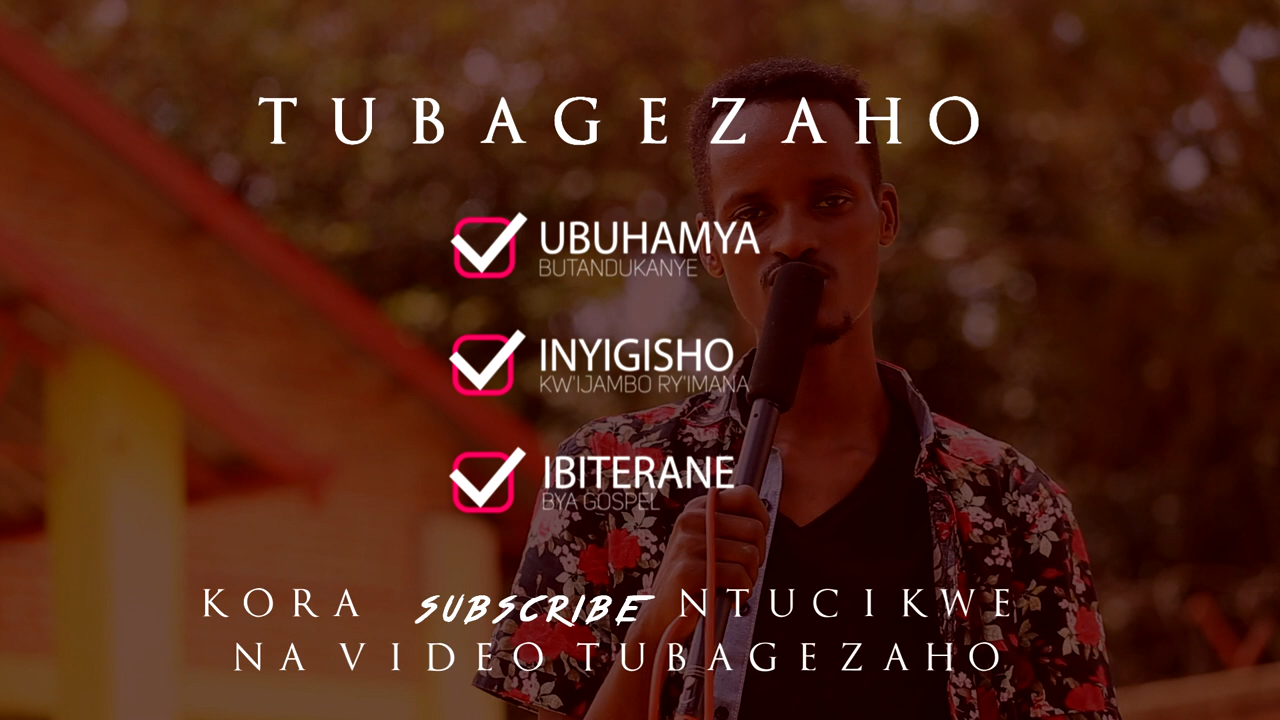 TUBAGEZAHO
UBUHAMYA
BUTANDUKANYE
INYIGISHO
KW'IJAMBO RY'IMANA
IBITERANE
BYA GOSPEL
KORA SUBSCRIBE NTUCIKWE
NA VIDEO TUBAGEZAHO